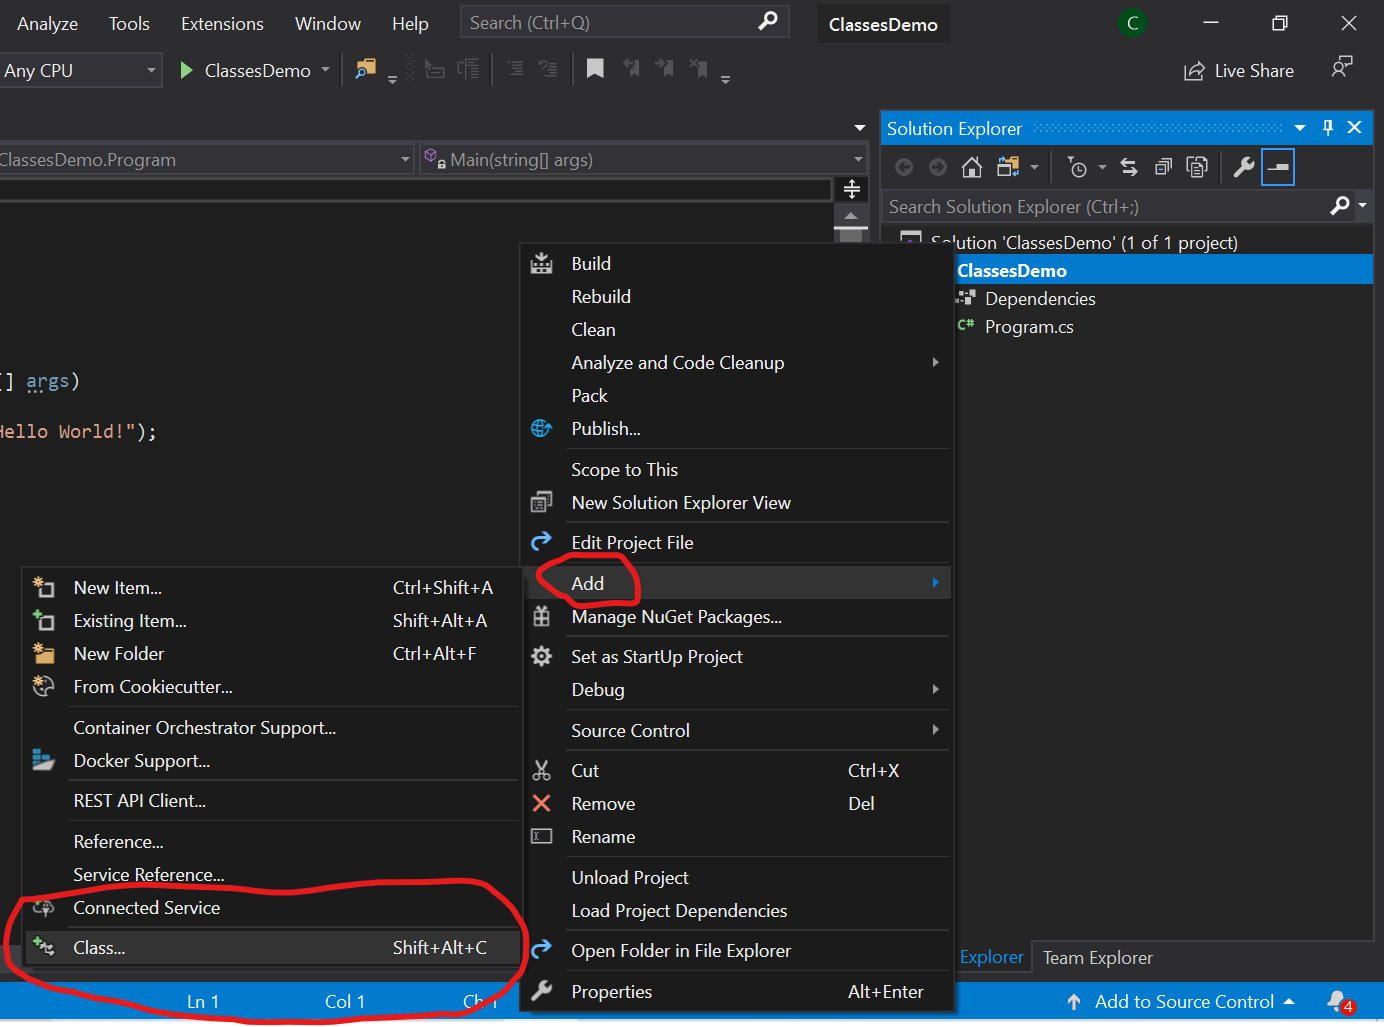 Analyze Tools Extensions Window Help Search (Ctrl+Q) ClassesDemo C
Any CPU ClassesDemo Live Share
Solution Explorer
ClassesDemo.Program Main(string[] args)
Search Solution Explorer (Ctrl+;)
Solution 'ClassesDemo' (1 of 1 project)
ClassesDemo
Dependencies
C# Program.cs
[] args)
Hello World!");
Build
Rebuild
Clean
Analyze and Code Cleanup
Pack
Publish...
Scope to This
New Solution Explorer View
Edit Project File
Add
Manage NuGet Packages...
Set as StartUp Project
Debug
Source Control
Cut Ctrl+X
Remove Del
Rename
Unload Project
Load Project Dependencies
Open Folder in File Explorer
Properties Alt+Enter
New Item... Ctrl+Shift+A
Existing Item... Shift+Alt+A
New Folder Ctrl+Alt+F
From Cookiecutter...
Container Orchestrator Support...
Docker Support...
REST API Client...
Reference...
Service Reference...
Connected Service
Class... Shift+Alt+C
Explorer Team Explorer
Ln 1 Col 1 Ch 1 Add to Source Control 4